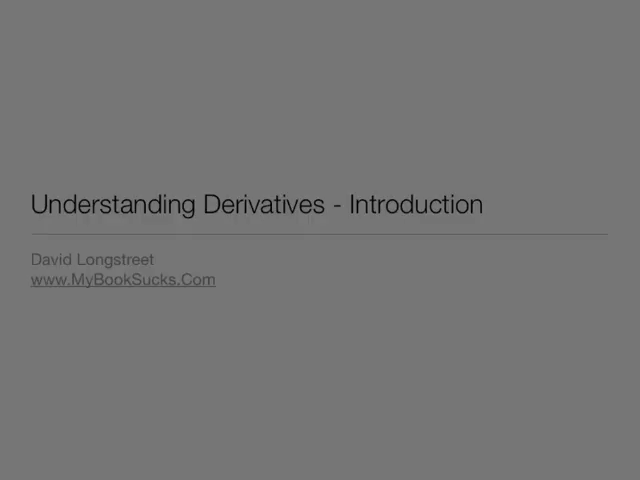 Understanding Derivatives - Introduction
David Longstreet
www.MyBookSucks.Com